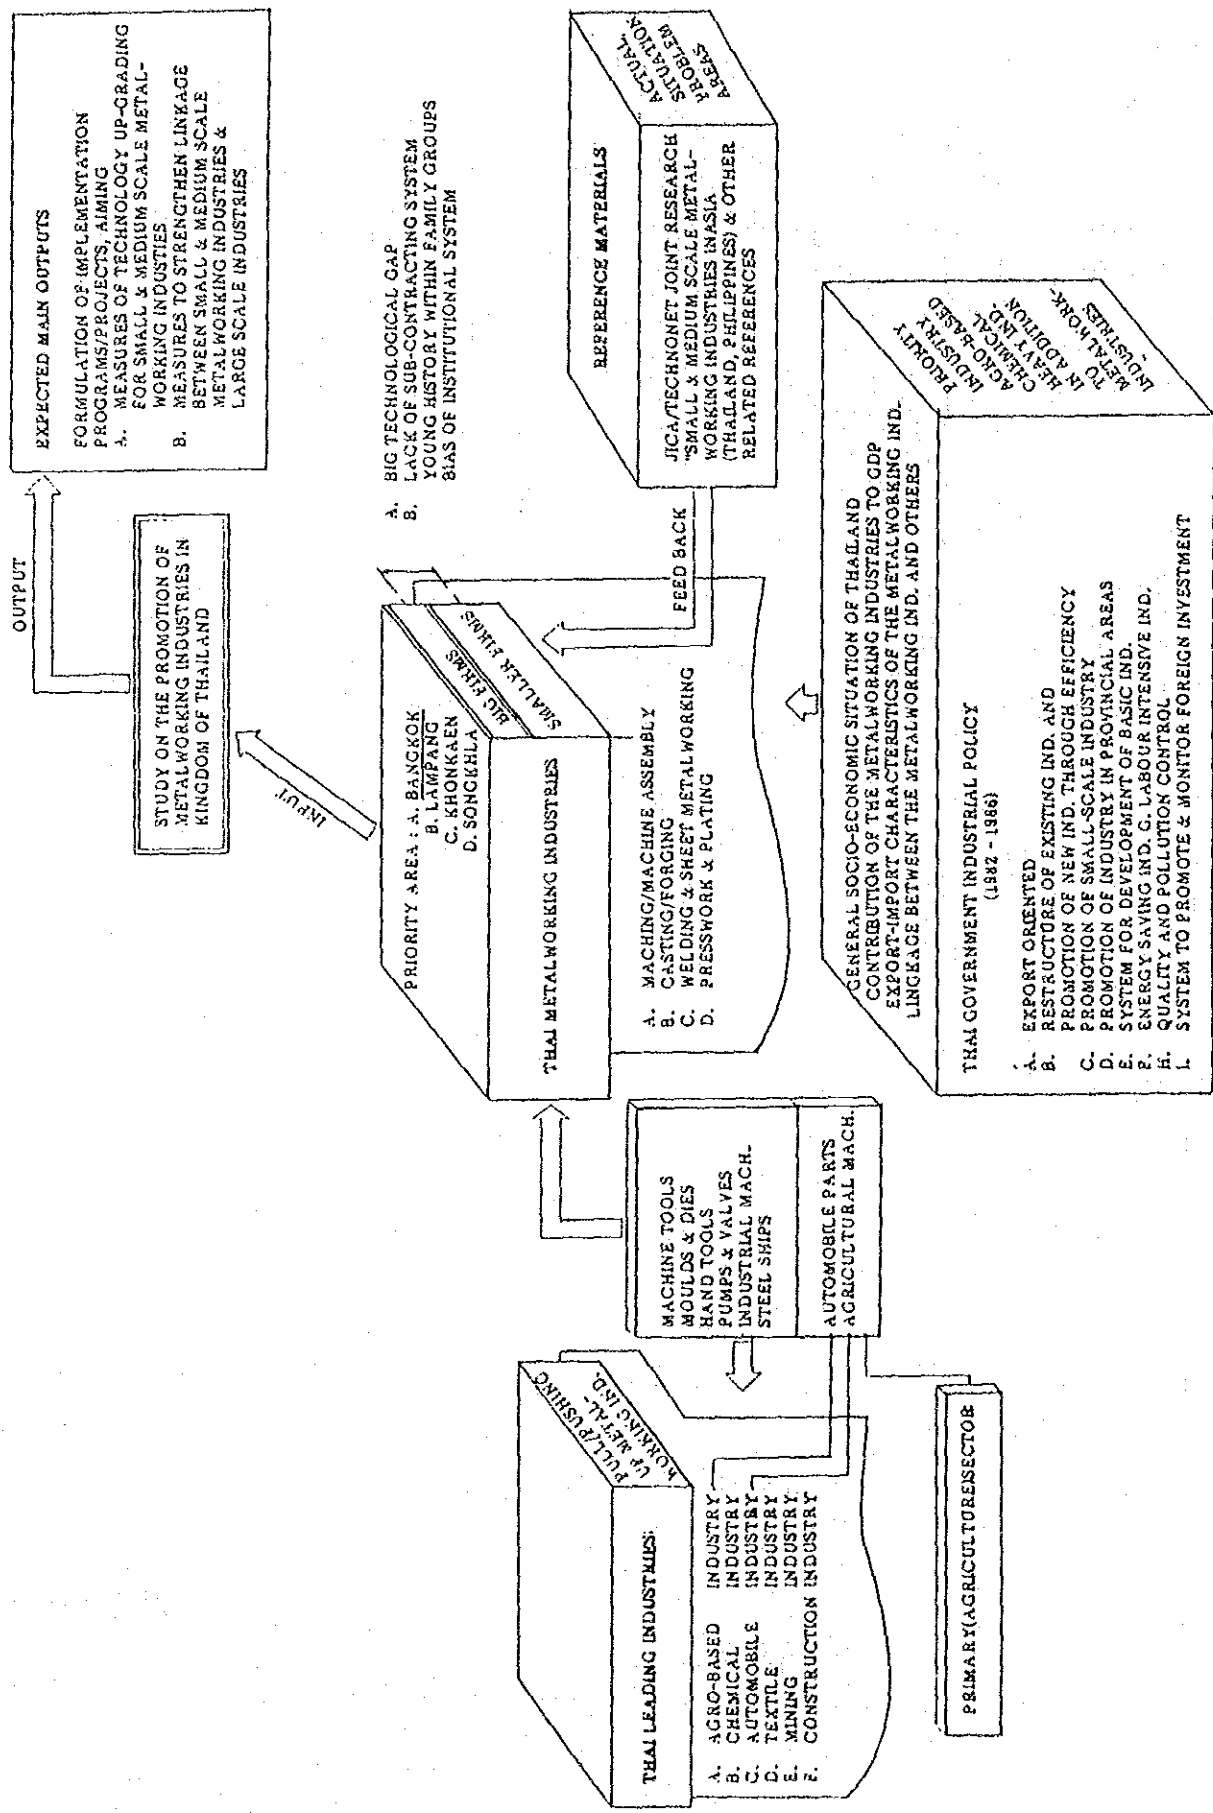 OUTPUT
EXPECTED MAIN OUTPUTS
FORMULATION OF IMPLEMENTATION
PROGRAMS/PROJECTS, AIMING
A. MEASURES OF TECHNOLOGY UP-GRADING
FOR SMALL & MEDIUM SCALE METAL-
WORKING INDUSTIES
B. MEASURES TO STRENGTHEN LINKAGE
BETWEEN SMALL & MEDIUM SCALE
METALWORKING INDUSTRIES &
LARGE SCALE INDUSTRIES
STUDY ON THE PROMOTION OF
METALWORKING INDUSTRIES IN
KINGDOM OF THAILAND
INPUT
A. BIG TECHNOLOGICAL GAP
B. LACK OF SUB-CONTRACTING SYSTEM
YOUNG HISTORY WITHIN FAMILY GROUPS
BIAS OF INSTITUTIONAL SYSTEM
PRIORITY AREA : A. BANGKOK
B. LAMPANG
C. KHONKAEN
D. SONGKHLA
BIG FIRMS
SMALLER FIRMS
THAI METALWORKING INDUSTRIES
A. MACHING/MACHINE ASSEMBLY
B. CASTING/FORGING
C. WELDING & SHEET METALWORKING
D. PRESSWORK & PLATING
FEED BACK
REFERENCE MATERIALS
JICA/TECHNONET JOINT RESEARCH
"SMALL & MEDIUM SCALE METAL-
WORKING INDUSTRIES INASIA
(THAILAND, PHILIPPINES) & OTHER
RELATED REFERENCES
ACTUAL
SITUATION
PROBLEM
AREAS
THAI LEADING INDUSTRIES:
PULL/PUSHING
UP METAL-
WORKING IND.
A. AGRO-BASED INDUSTRY
B. CHEMICAL INDUSTRY
C. AUTOMOBILE INDUSTRY
D. TEXTILE INDUSTRY
E. MINING INDUSTRY
F. CONSTRUCTION INDUSTRY
MACHINE TOOLS
MOULDS & DIES
HAND TOOLS
PUMPS & VALVES
INDUSTRIAL MACH.
STEEL SHIPS
AUTOMOBILE PARTS
AGRICULTURAL MACH.
PRIMARY(AGRICULTURE)SECTOR
GENERAL SOCIO-ECONOMIC SITUATION OF THAILAND
CONTRIBUTION OF THE METALWORKING INDUSTRIES TO GDP
EXPORT-IMPORT CHARACTERISTICS OF THE METALWORKING IND.
LINGKAGE BETWEEN THE METALWORKING IND. AND OTHERS
THAI GOVERNMENT INDUSTRIAL POLICY
(1982 - 1986)
A. EXPORT ORIENTED
B. RESTRUCTURE OF EXISTING IND. AND
PROMOTION OF NEW IND. THROUGH EFFICIENCY
C. PROMOTION OF SMALL-SCALE INDUSTRY
D. PROMOTION OF INDUSTRY IN PROVINCIAL AREAS
E. SYSTEM FOR DEVELOPMENT OF BASIC IND.
F. ENERGY SAVING IND. G. LABOUR INTENSIVE IND.
H. QUALITY AND POLLUTION CONTROL
I. SYSTEM TO PROMOTE & MONITOR FOREIGN INVESTMENT
PRIORITY
INDUSTRY
AGRO-BASED
CHEMICAL
HEAVY IND.
IN ADDITION
TO
METAL WORK-
INDUSTRIES